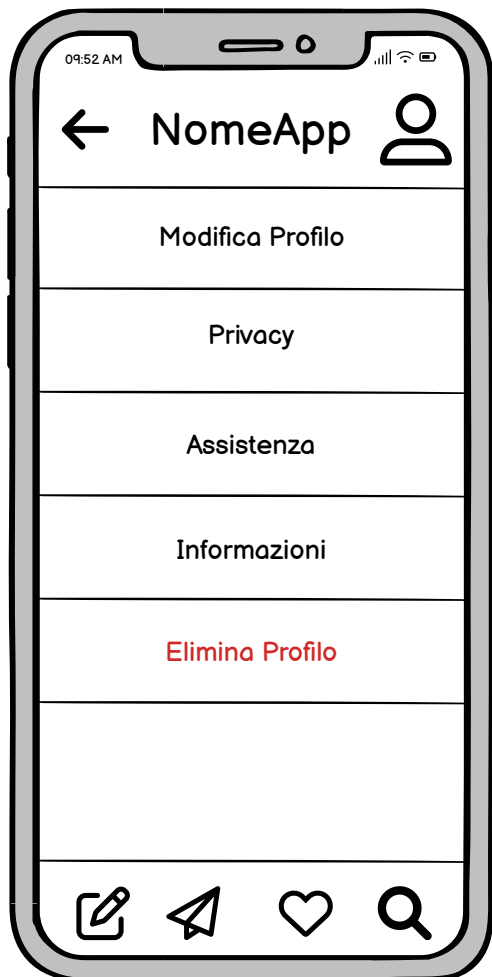 09:52 AM
NomeApp
Modifica Profilo
Privacy
Assistenza
Informazioni
Elimina Profilo